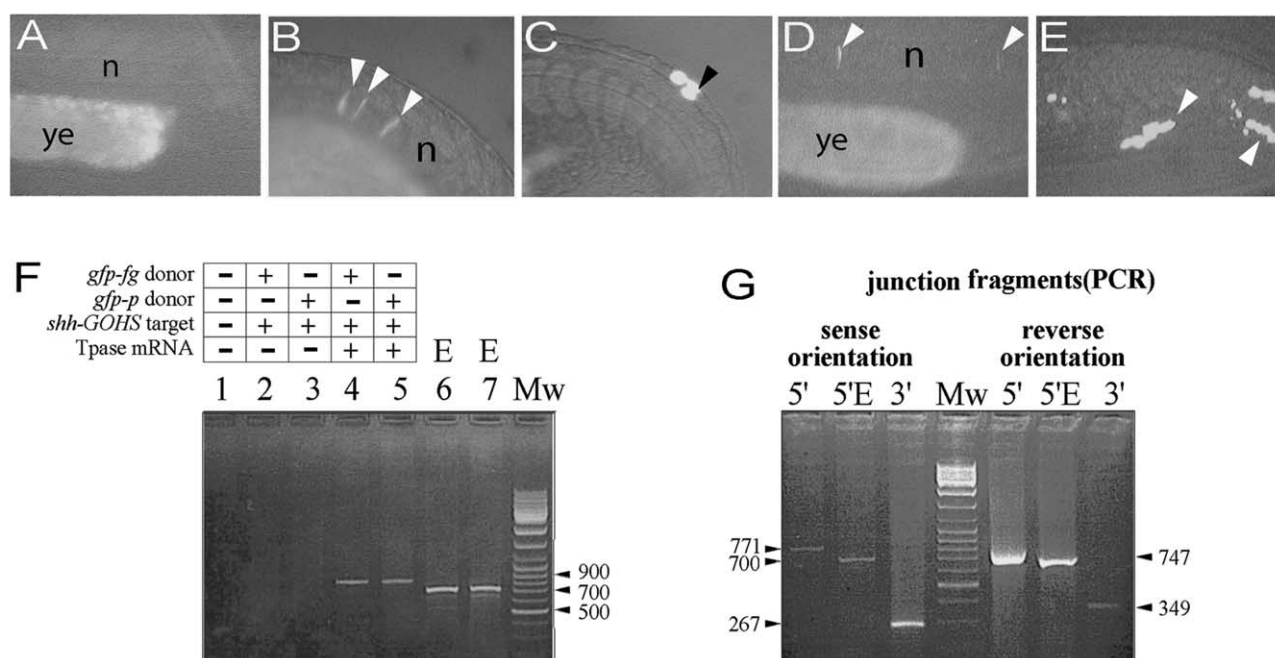 A B C D E
n n n
ye ye
F
gfp-fg donor - + - + -
gfp-p donor - - + - +
shh-GOHS target - + + + +
Tpase mRNA - - - + + E E
1 2 3 4 5 6 7 Mw
900
700
500
G
junction fragments(PCR)
sense reverse
orientation orientation
5' 5'E 3' Mw 5' 5'E 3'
771
700
267
747
349